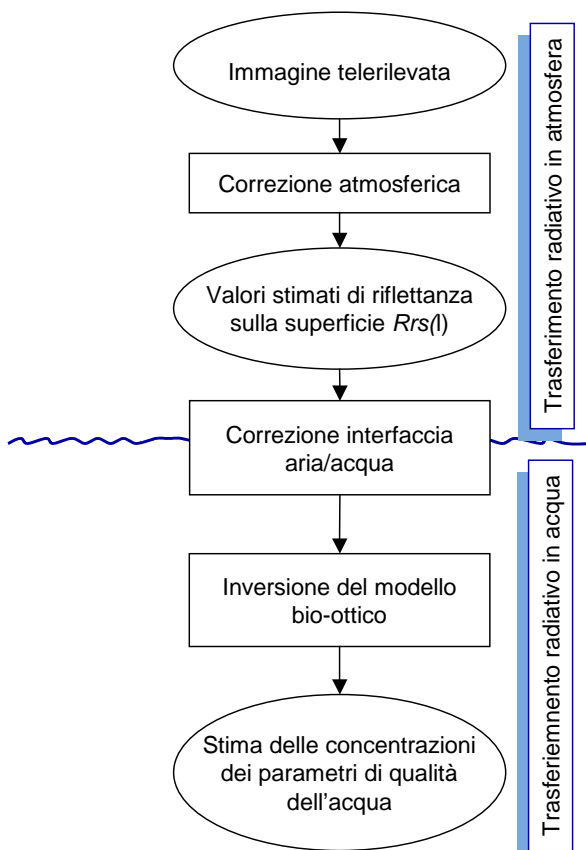 Immagine telerilevata
Correzione atmosferica
Valori stimati di riflettanza
sulla superficie Rrs(l)
Correzione interfaccia
aria/acqua
Inversione del modello
bio-ottico
Stima delle concentrazioni
dei parametri di qualità
dell'acqua
Trasferimento radiativo in atmosfera
Trasferiemnento radiativo in acqua